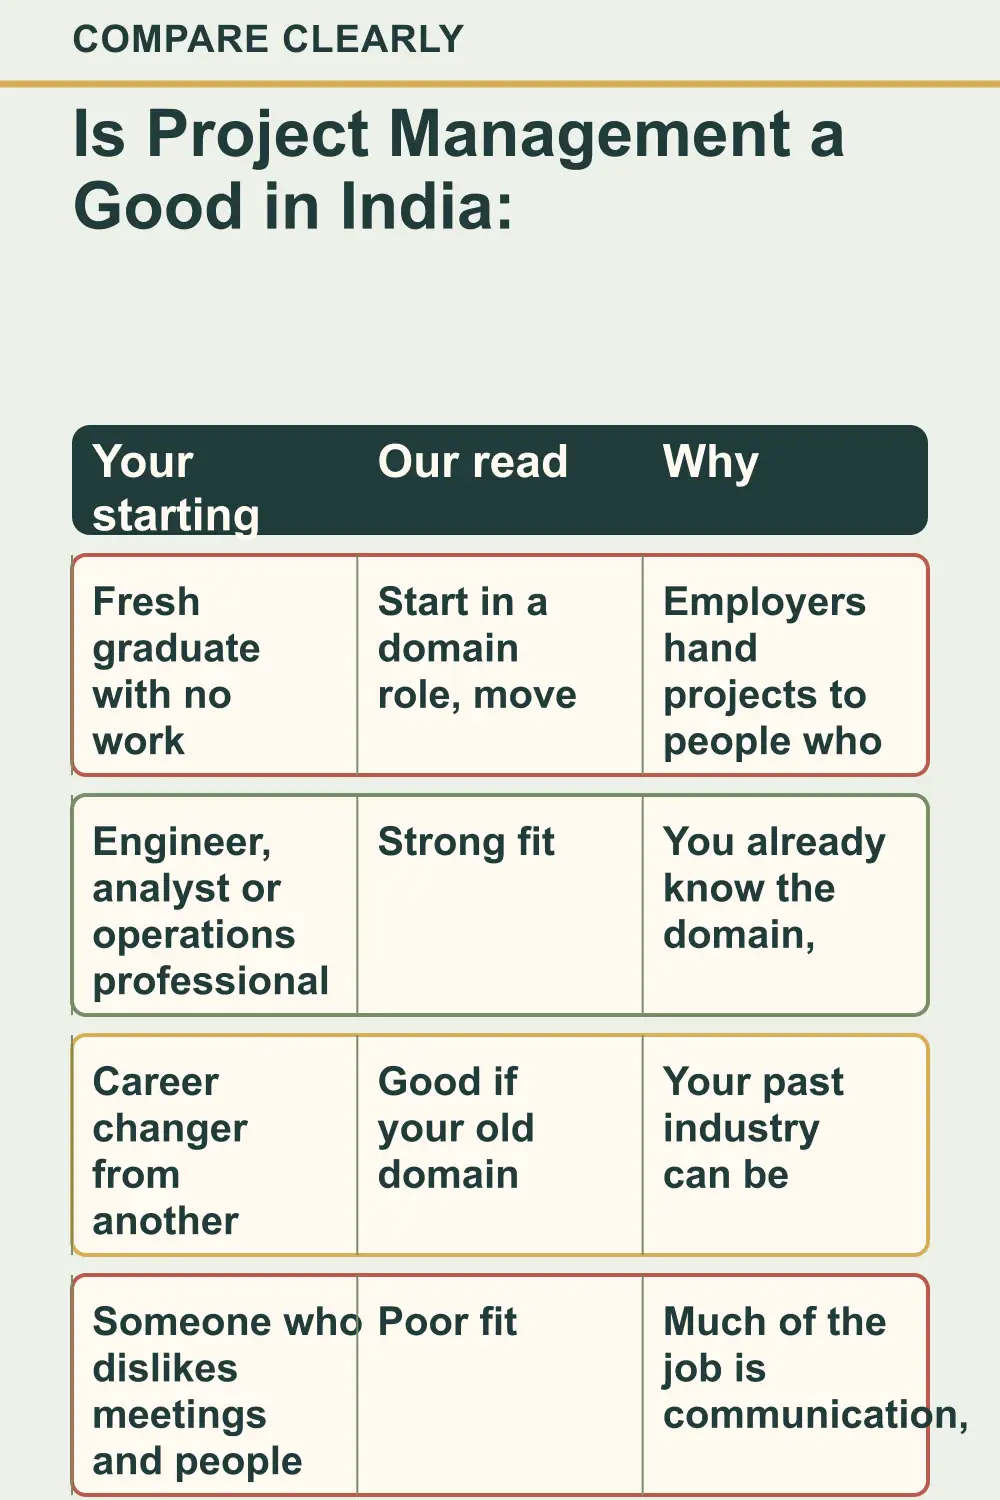 COMPARE CLEARLY
Is Project Management a
Good in India:
Your
starting
Our read
Why
Fresh
graduate
with no
work
Start in a
domain
role, move
Employers
hand
projects to
people who
Engineer,
analyst or
operations
professional
Strong fit
You already
know the
domain,
Career
changer
from
another
Good if
your old
domain
Your past
industry
can be
Someone who
dislikes
meetings
and people
Poor fit
Much of the
job is
communication,